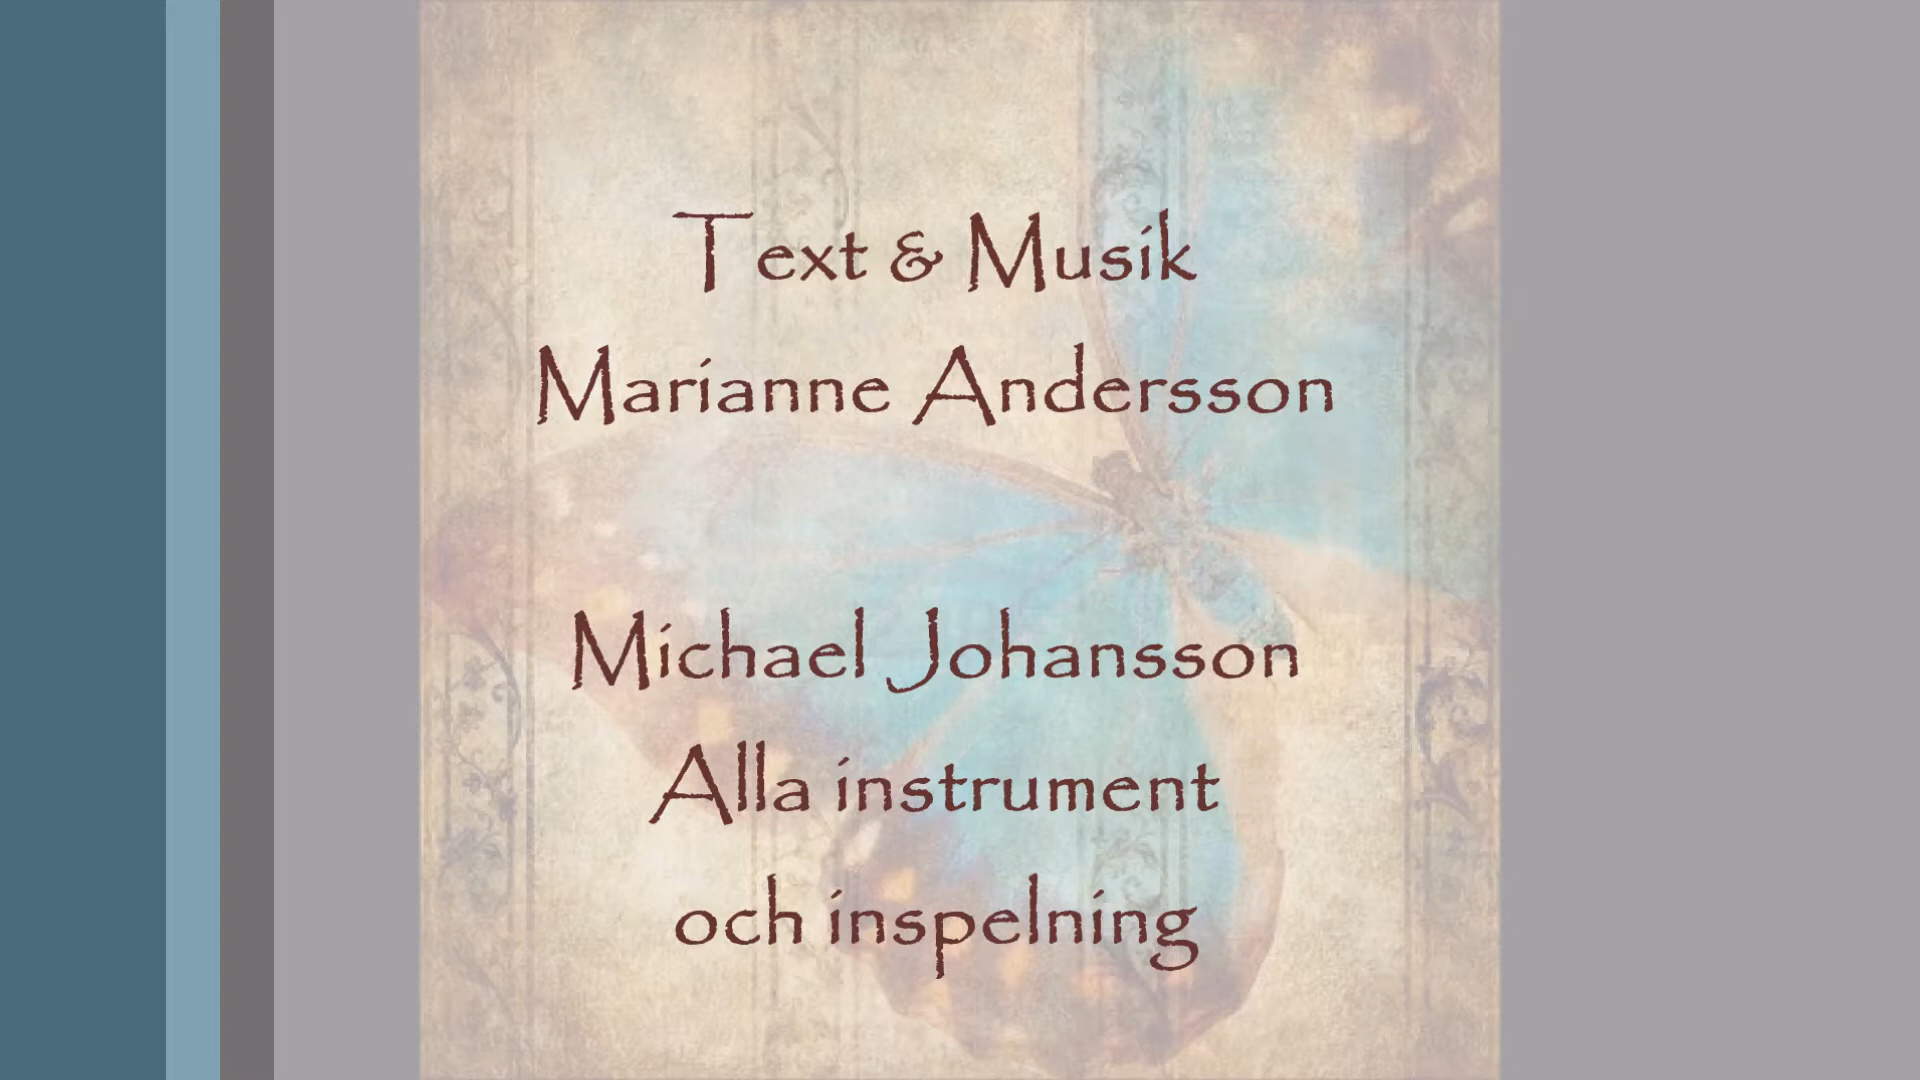 Text & Musik
Marianne Andersson
Michael Johansson
Alla instrument
och inspelning